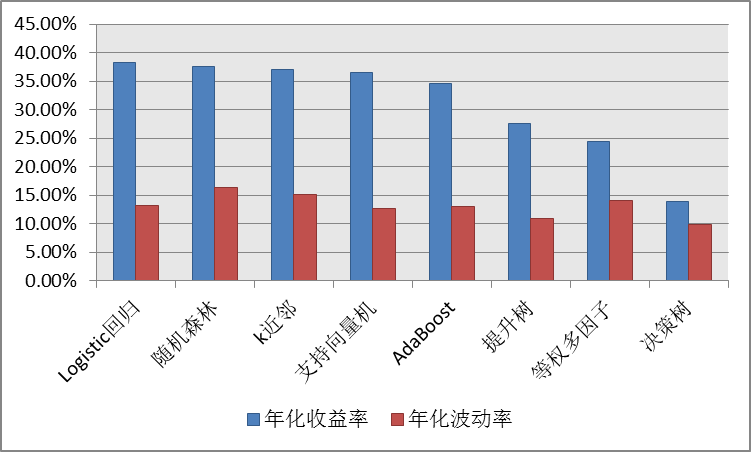 45.00%
40.00%
35.00%
30.00%
25.00%
20.00%
15.00%
10.00%
5.00%
0.00%
Logistic回归
随机森林
k近邻
支持向量机
AdaBoost
提升树
等权多因子
决策树
年化收益率
年化波动率